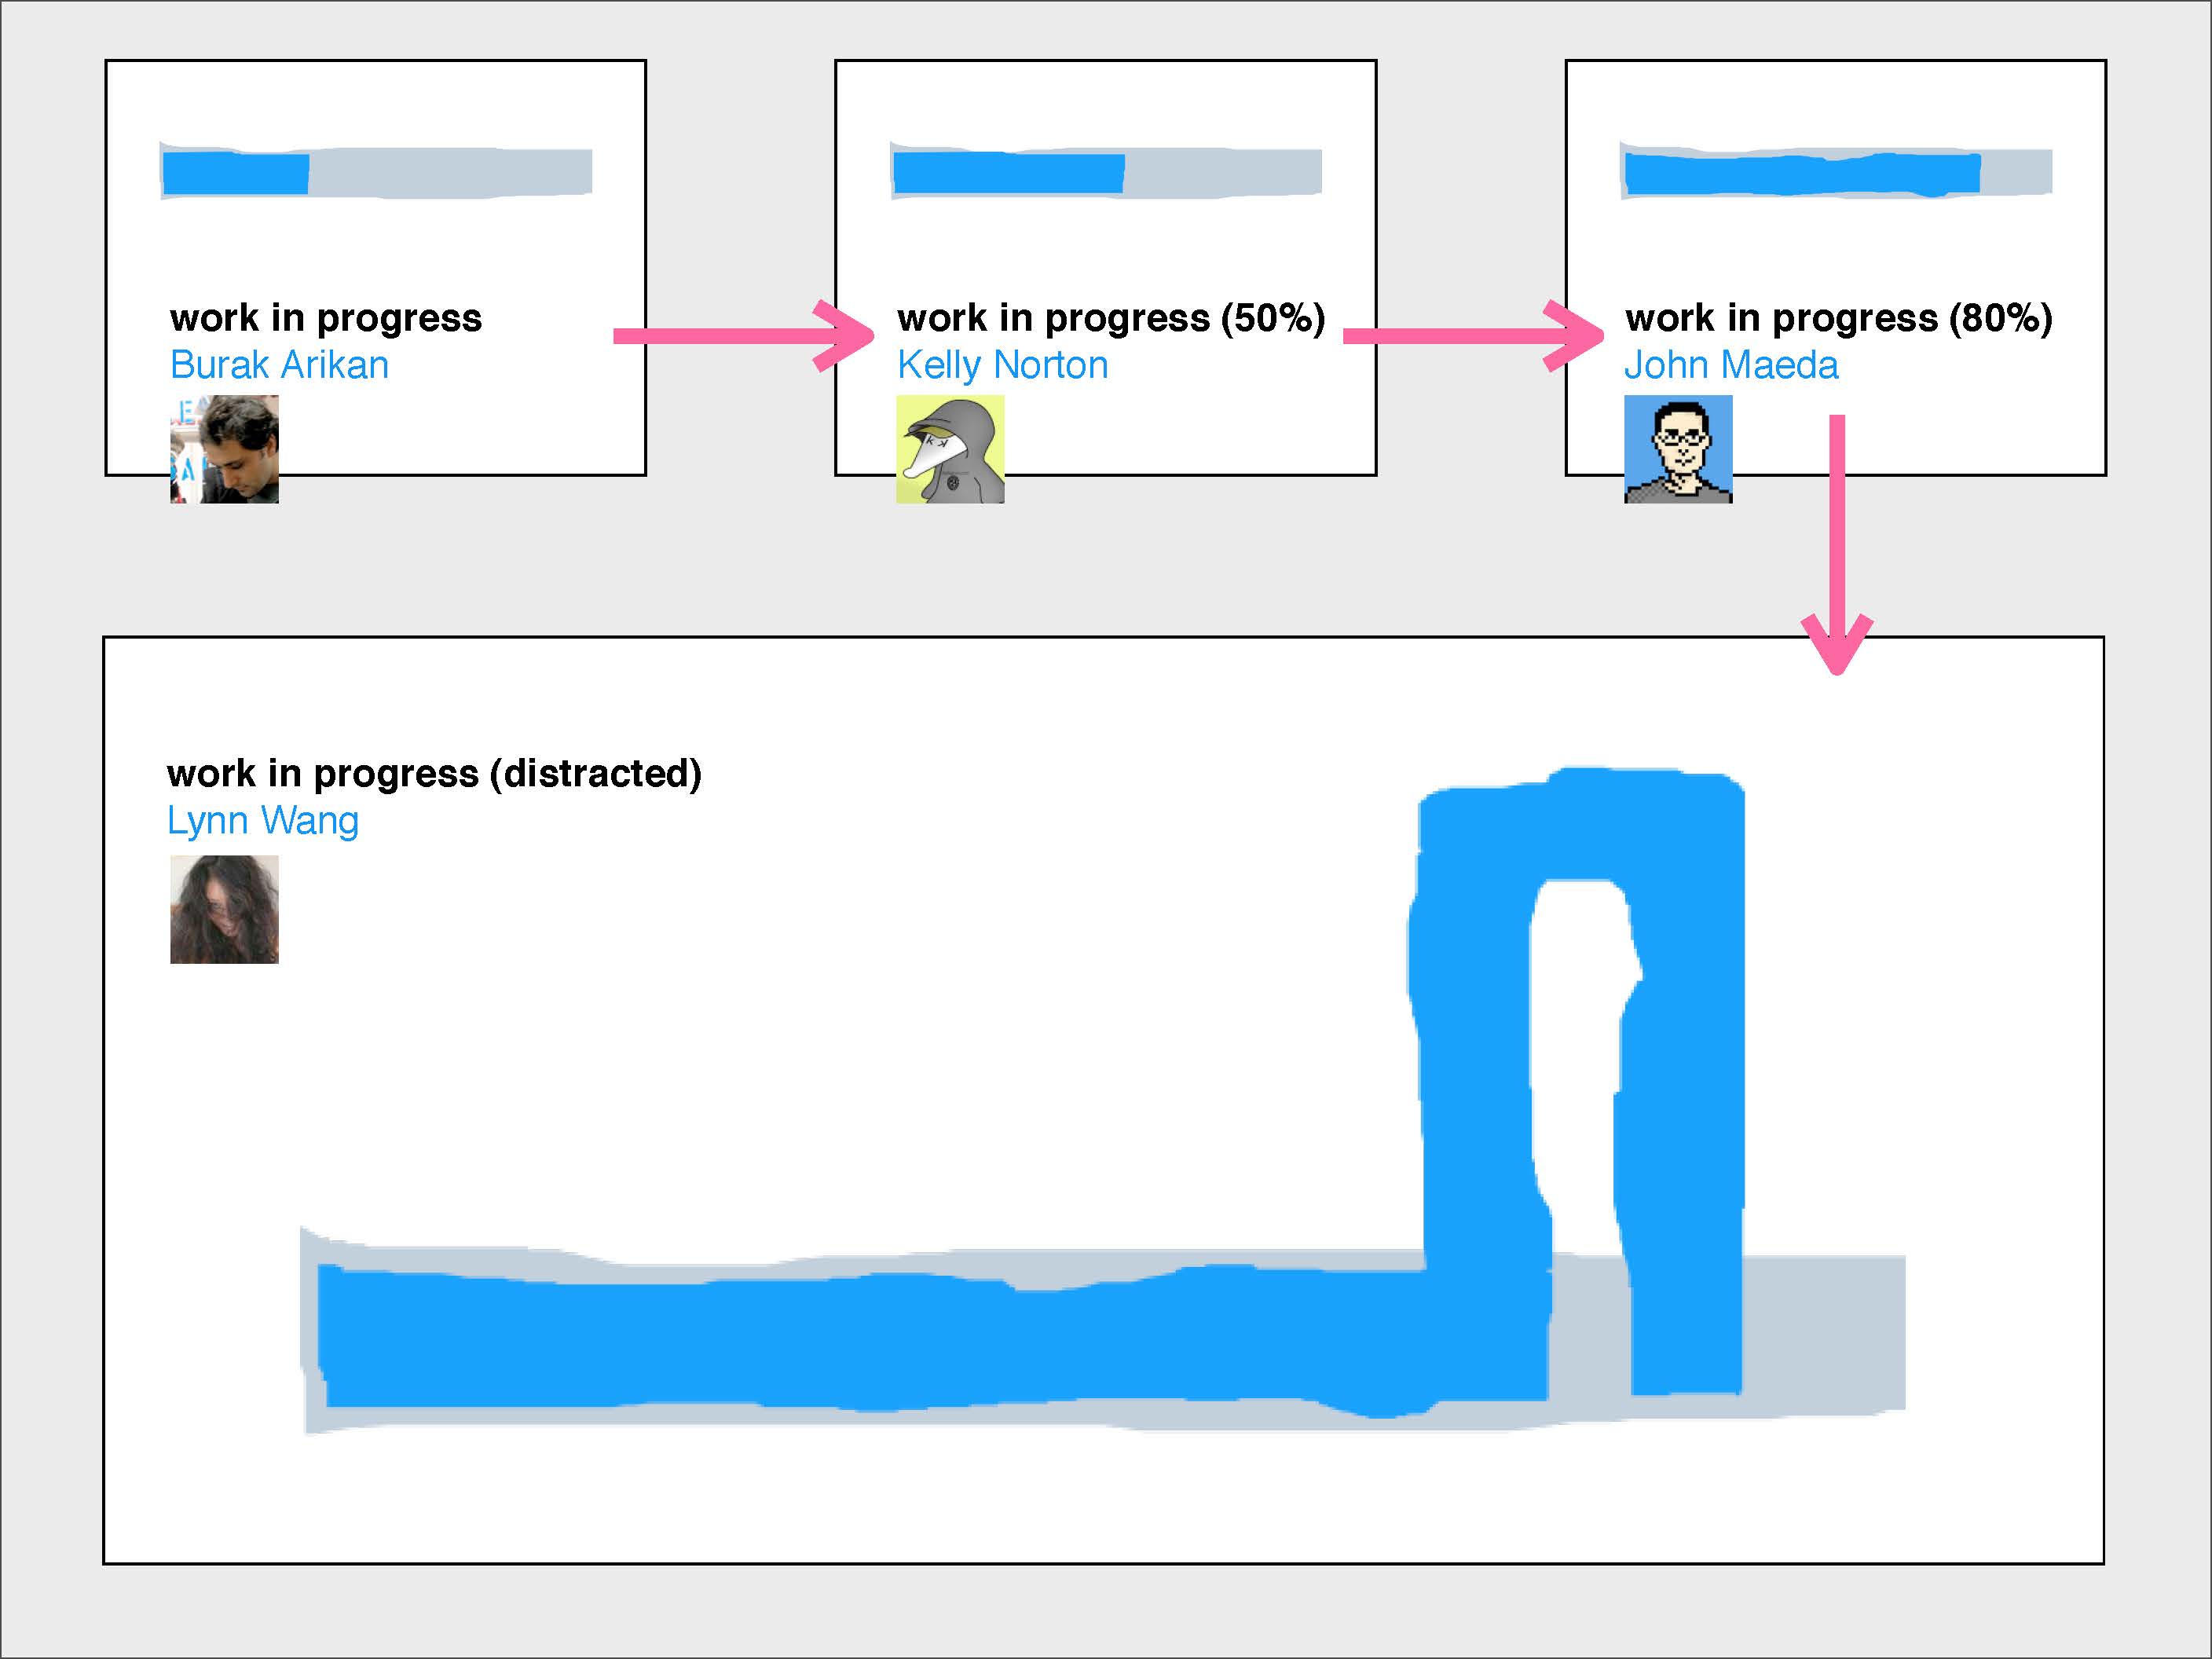 work in progress
Burak Arikan
work in progress (50%)
Kelly Norton
work in progress (80%)
John Maeda
work in progress (distracted)
Lynn Wang